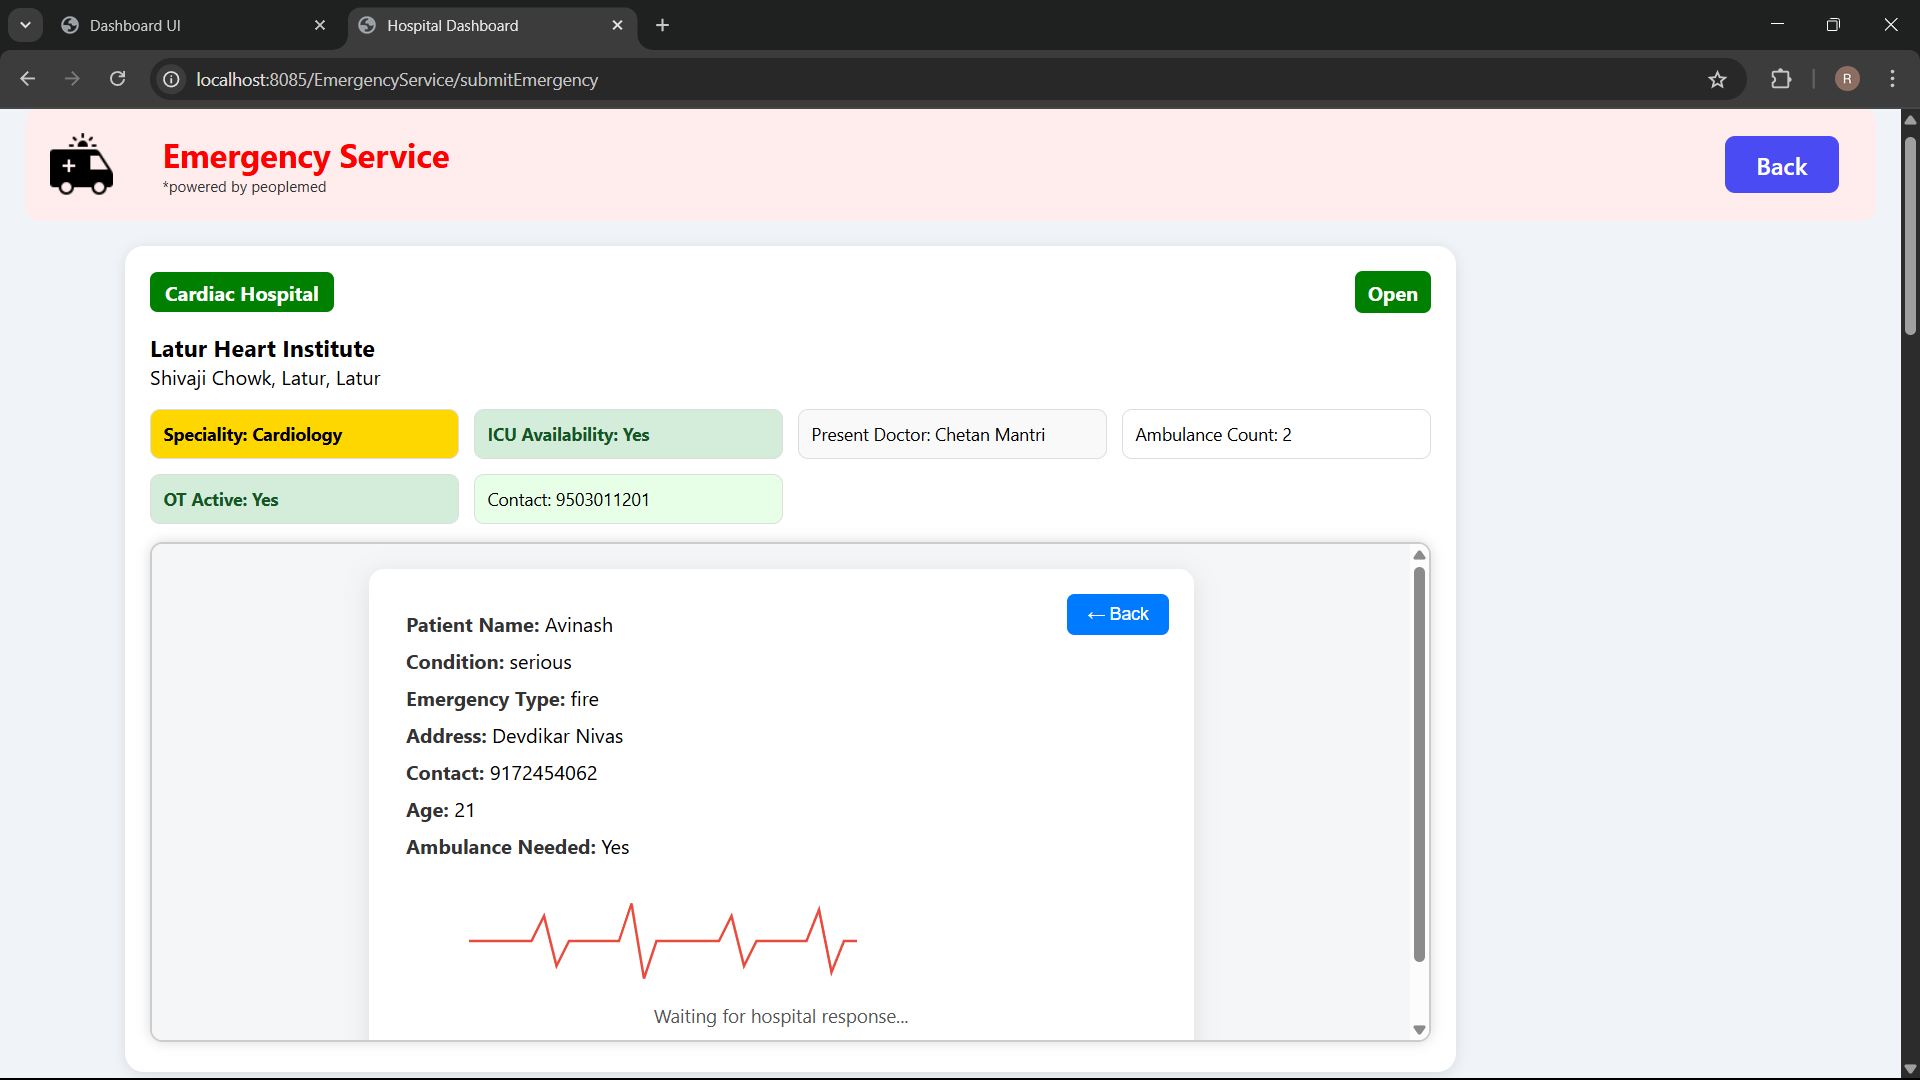 Dashboard UI
Hospital Dashboard
localhost:8085/EmergencyService/submitEmergency
R
Emergency Service
*powered by peoplemed
Back
Cardiac Hospital
Open
Latur Heart Institute
Shivaji Chowk, Latur, Latur
Speciality: Cardiology
ICU Availability: Yes
Present Doctor: Chetan Mantri
Ambulance Count: 2
OT Active: Yes
Contact: 9503011201
← Back
Patient Name: Avinash
Condition: serious
Emergency Type: fire
Address: Devdikar Nivas
Contact: 9172454062
Age: 21
Ambulance Needed: Yes
Waiting for hospital response...